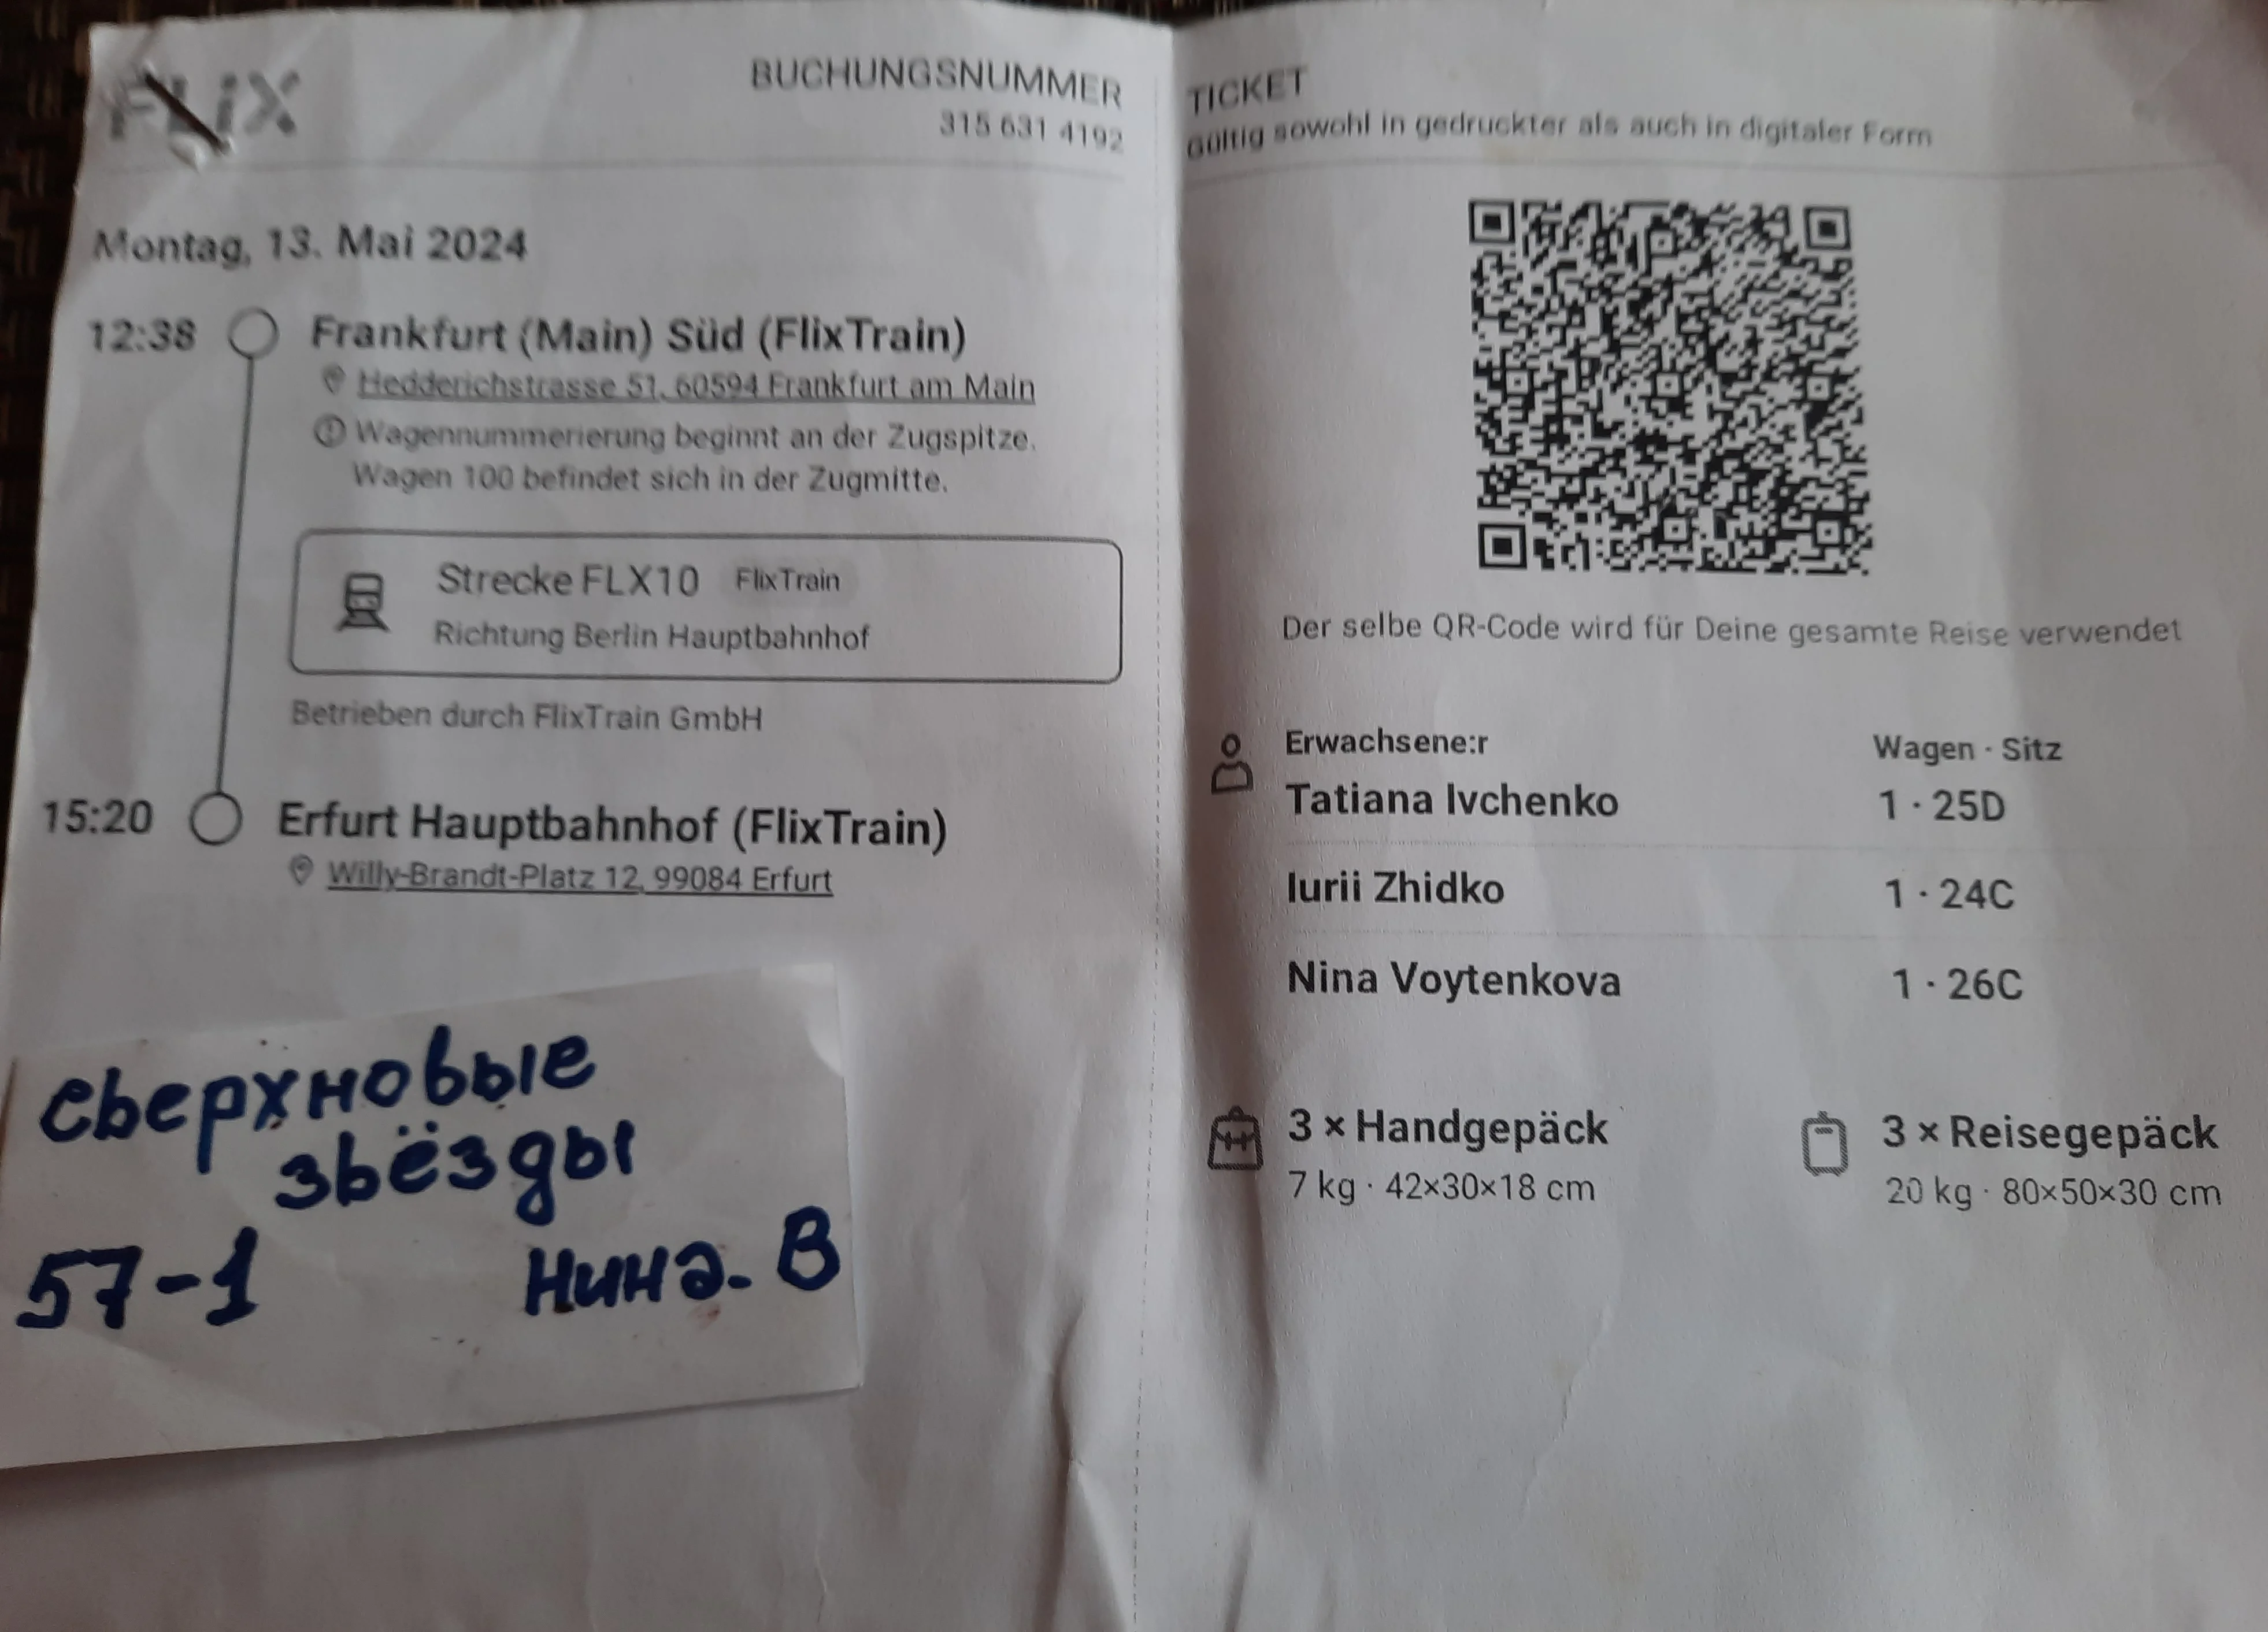 FLiX
BUCHUNGSNUMMER
315 631 4192
Montag, 13. Mai 2024
12:38 Frankfurt (Main) Süd (FlixTrain)
Hedderichstrasse 51, 60594 Frankfurt am Main
Wagennummerierung beginnt an der Zugspitze.
Wagen 100 befindet sich in der Zugmitte.
Strecke FLX10 FlixTrain
Richtung Berlin Hauptbahnhof
Betrieben durch FlixTrain GmbH
15:20 Erfurt Hauptbahnhof (FlixTrain)
Willy-Brandt-Platz 12, 99084 Erfurt
сверхновые
звёзды
57-1 Нина. В
TICKET
Gültig sowohl in gedruckter als auch in digitaler Form
Der selbe QR-Code wird für Deine gesamte Reise verwendet
Erwachsene:r Wagen · Sitz
Tatiana Ivchenko 1 · 25D
Iurii Zhidko 1 · 24C
Nina Voytenkova 1 · 26C
3 × Handgepäck 3 × Reisegepäck
7 kg · 42×30×18 cm 20 kg · 80×50×30 cm